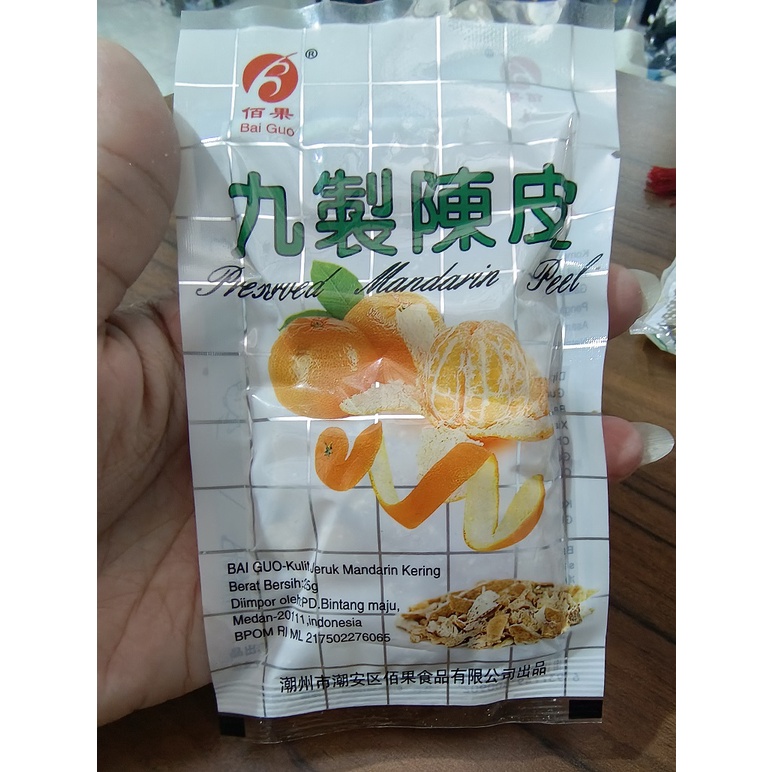 ®
佰果
Bai Guo
九製陳皮
Preserved Mandarin Peel
BAI GUO-Kulit Jeruk Mandarin Kering
Berat Bersih:
Diimpor oleh:PD.Bintang maju,
Medan-20111,indonesia
BPOM RI ML 217502276065
潮州市潮安区佰果食品有限公司出品